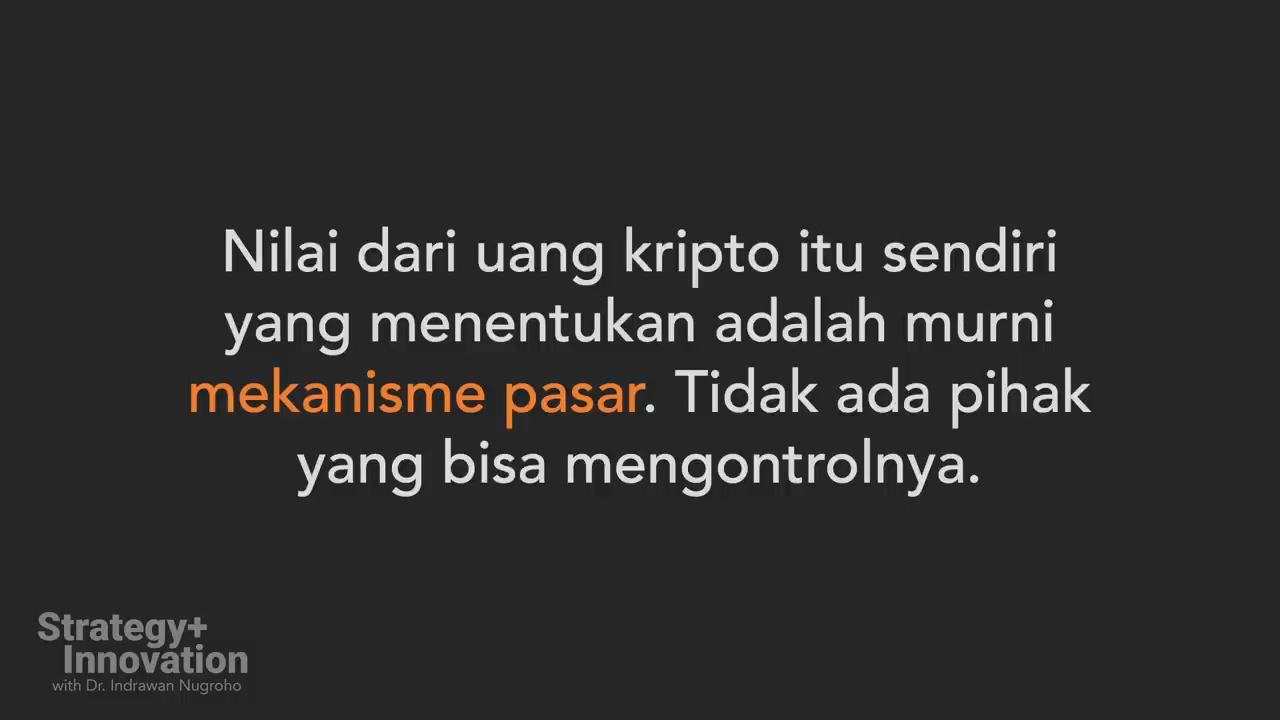 Nilai dari uang kripto itu sendiri
yang menentukan adalah murni
mekanisme pasar. Tidak ada pihak
yang bisa mengontrolnya.
Strategy+
Innovation
with Dr. Indrawan Nugroho